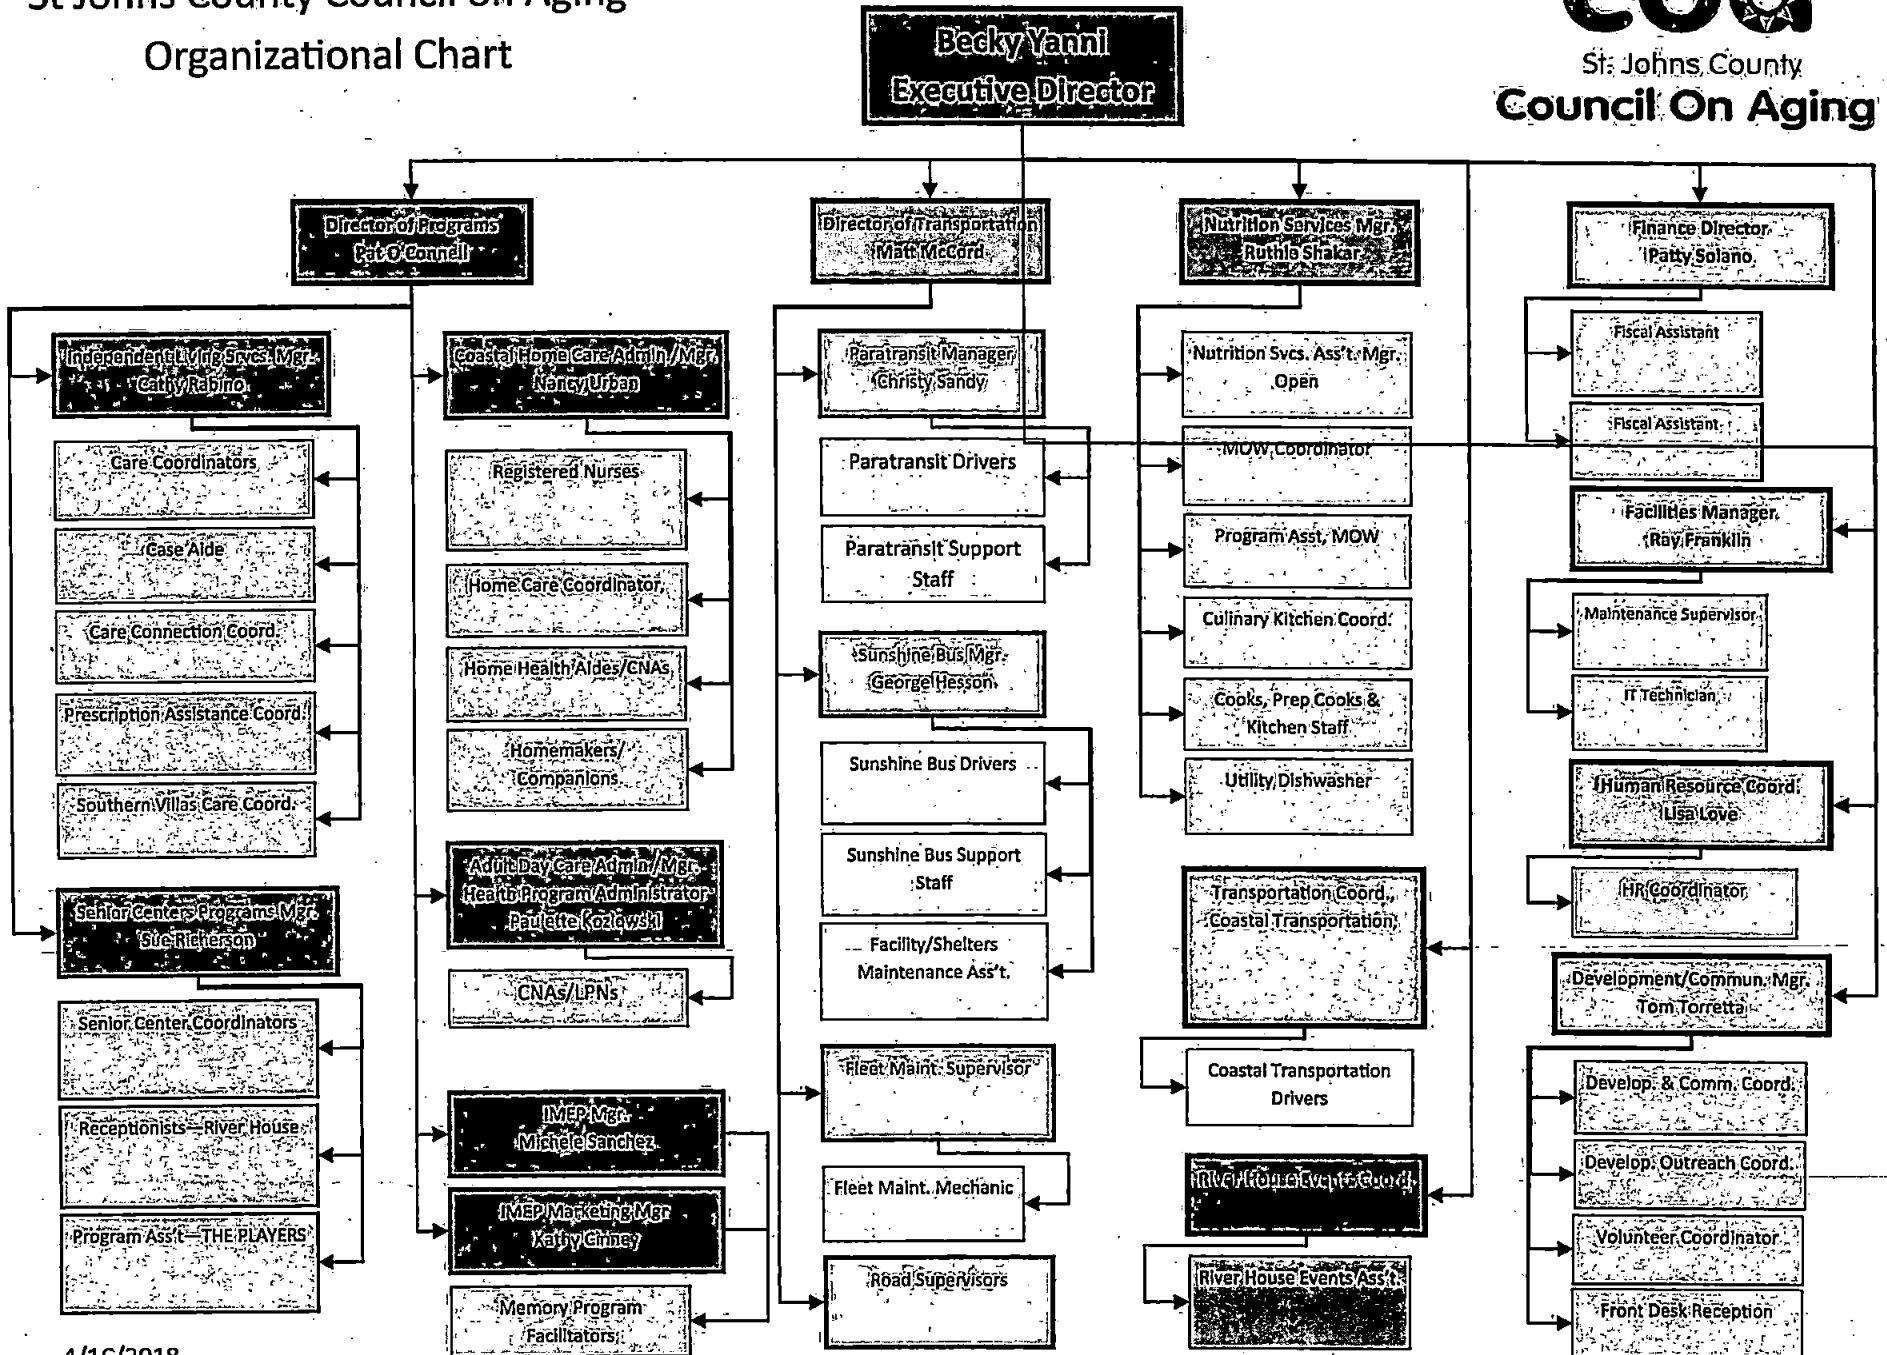 St Johns County Council on Aging
Organizational Chart
Becky Yanni
Executive Director
coa
St. Johns County
Council On Aging
Director of Programs
Pat O'Connell
Director of Transportation
Matt McCord
Nutrition Services Mgr.
Ruthie Shakar
Finance Director
Patty Solano
Independent Living Srvcs. Mgr.
Cathy Rabino
Care Coordinators
Case Aide
Care Connection Coord.
Prescription Assistance Coord.
Southern Villas Care Coord.
Senior Centers Programs Mgr.
Sue Richerson
Senior Center Coordinators
Receptionists—River House
Program Ass't—THE PLAYERS
Coastal Home Care Admin./Mgr.
Nancy Urban
Registered Nurses
Home Care Coordinator
Home Health Aides/CNAs
Homemakers/
Companions
Adult Day Care Admin./Mgr.
Health Program Administrator
Paulette Kozlowski
CNAs/LPNs
IMEP Mgr.
Michele Sanchez
IMEP Marketing Mgr
Kathy
Memory Program
Facilitators
Paratransit Manager
Christy Sandy
Paratransit Drivers
Paratransit Support
Staff
Sunshine Bus Mgr.
George Hesson
Sunshine Bus Drivers
Sunshine Bus Support
Staff
Facility/Shelters
Maintenance Ass't.
Fleet Maint. Supervisor
Fleet Maint. Mechanic
Road Supervisors
Nutrition Svcs. Ass't. Mgr.
Open
MOW Coordinator
Program Asst, MOW
Culinary Kitchen Coord.
Cooks, Prep Cooks &
Kitchen Staff
Utility Dishwasher
Transportation Coord.,
Coastal Transportation
Coastal Transportation
Drivers
River House Events Coord.
River House Events Ass't
Fiscal Assistant
Fiscal Assistant
Facilities Manager
Ray Franklin
Maintenance Supervisor
IT Technician
Human Resource Coord.
Lisa Love
HR Coordinator
Development/Commun. Mgr.
Tom Torretta
Develop. & Comm. Coord.
Develop. Outreach Coord.
Volunteer Coordinator
Front Desk Reception
4/16/2018